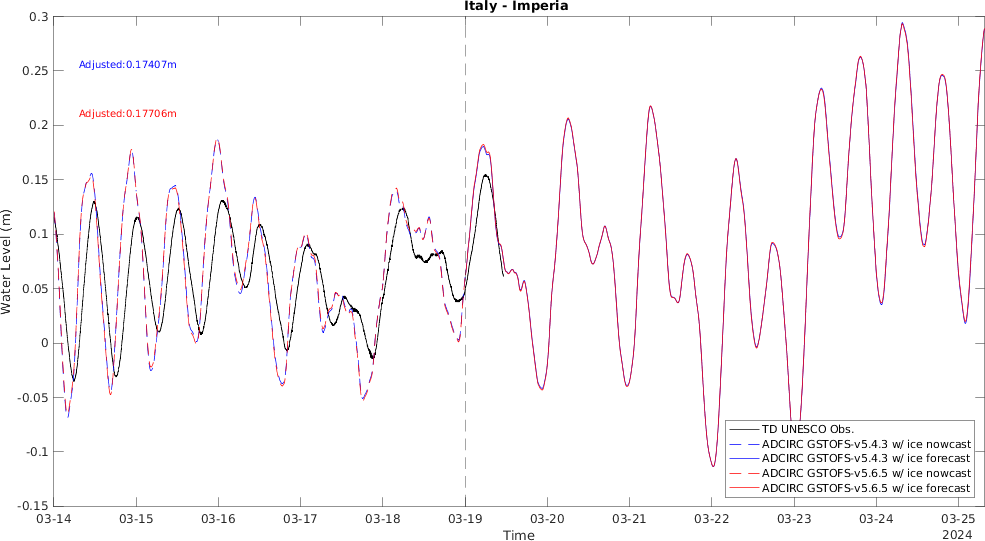 Italy - Imperia
0.3
0.25
0.2
0.15
0.1
0.05
0
-0.05
-0.1
-0.15
Water Level (m)
Adjusted:0.17407m
Adjusted:0.17706m
TD UNESCO Obs.
ADCIRC GSTOFS-v5.4.3 w/ ice nowcast
ADCIRC GSTOFS-v5.4.3 w/ ice forecast
ADCIRC GSTOFS-v5.6.5 w/ ice nowcast
ADCIRC GSTOFS-v5.6.5 w/ ice forecast
03-14 03-15 03-16 03-17 03-18 03-19 03-20 03-21 03-22 03-23 03-24 03-25
Time
2024